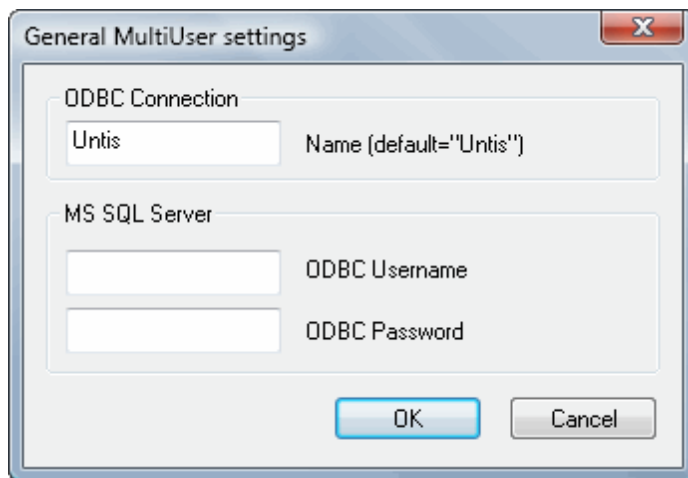 General MultiUser settings
ODBC Connection
Untis Name (default="Untis")
MS SQL Server
ODBC Username
ODBC Password
OK Cancel